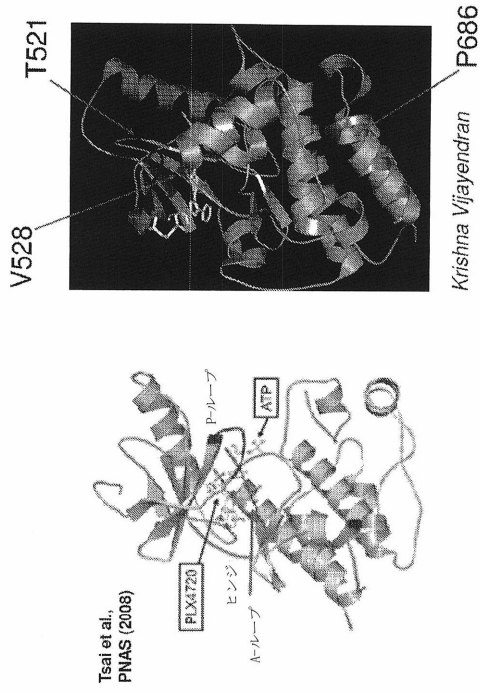 Tsai et al.,
PNAS (2008)
PLX4720
P-ループ
ヒンジ
ATP
A-ループ
V528
T521
P686
Krishna Vijayendran